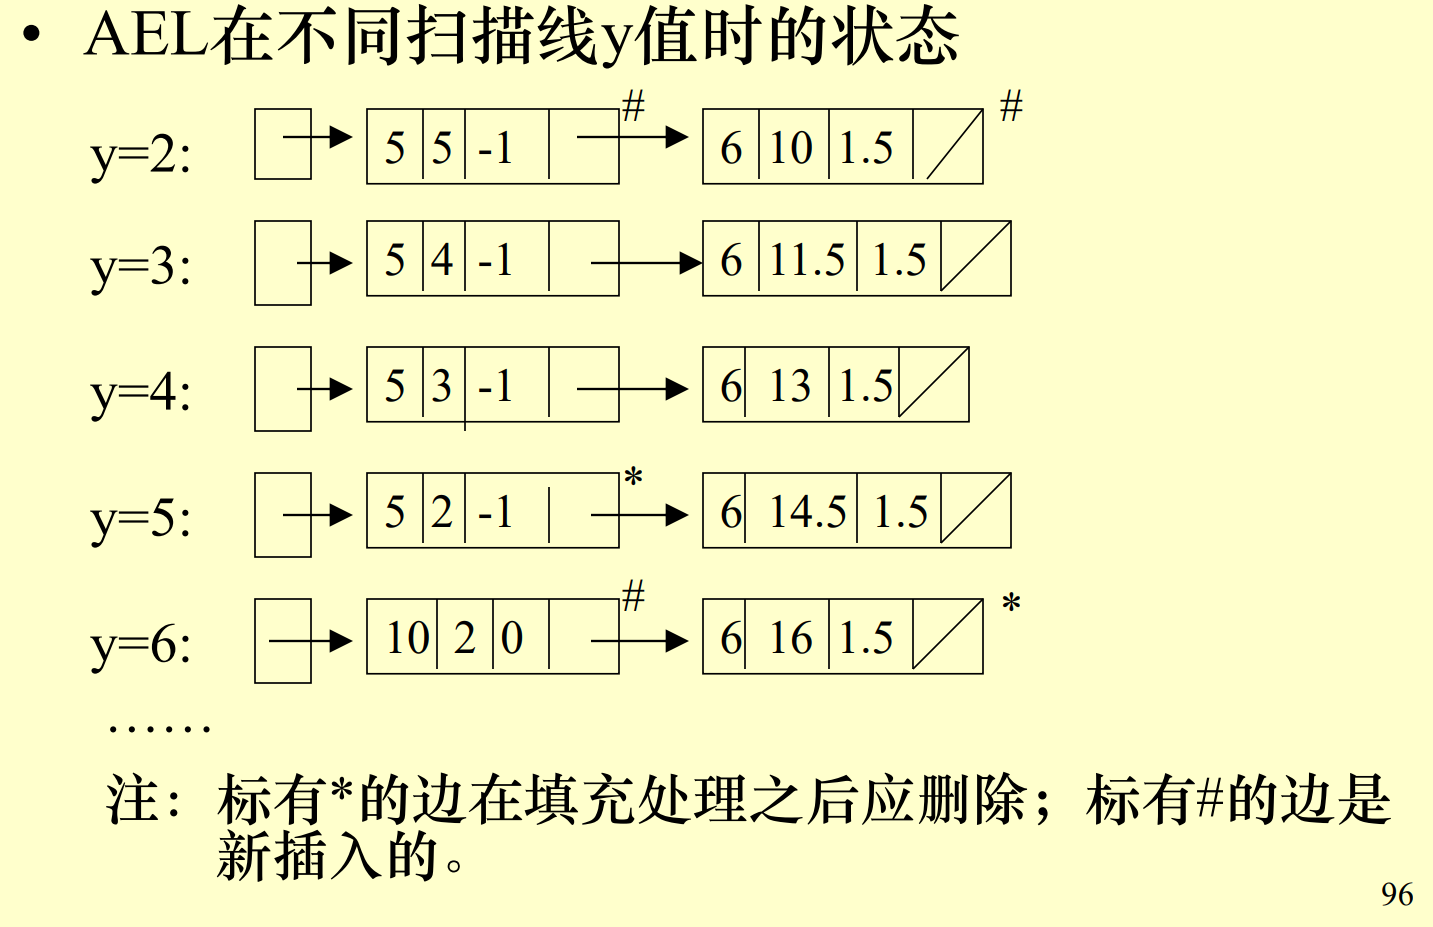 • AEL在不同扫描线y值时的状态
y=2: 5 5 -1 # 6 10 1.5 #
y=3: 5 4 -1 6 11.5 1.5
y=4: 5 3 -1 6 13 1.5
y=5: 5 2 -1 * 6 14.5 1.5
y=6: 10 2 0 # 6 16 1.5 *
……
注：标有*的边在填充处理之后应删除；标有#的边是
新插入的。
96